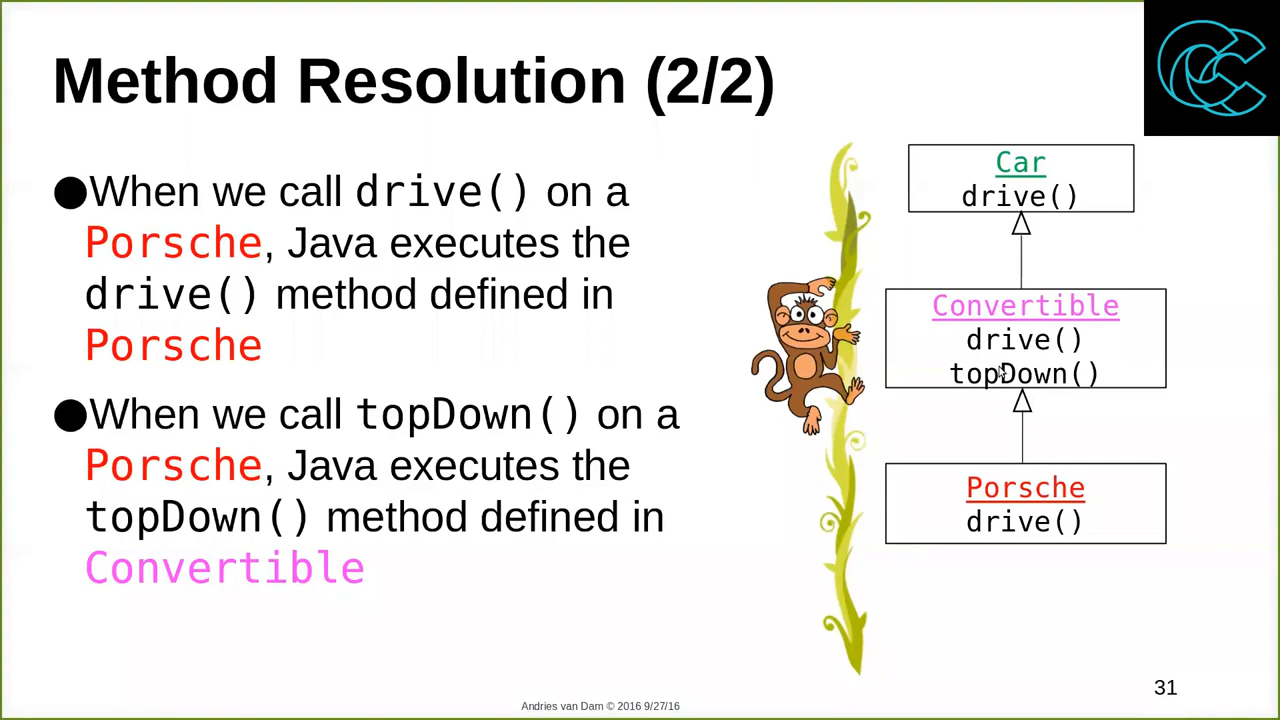 Method Resolution (2/2)
●When we call drive() on a
Porsche, Java executes the
drive() method defined in
Porsche
●When we call topDown() on a
Porsche, Java executes the
topDown() method defined in
Convertible
Car
drive()
Convertible
drive()
topDown()
Porsche
drive()
Andries van Dam © 2016 9/27/16
31